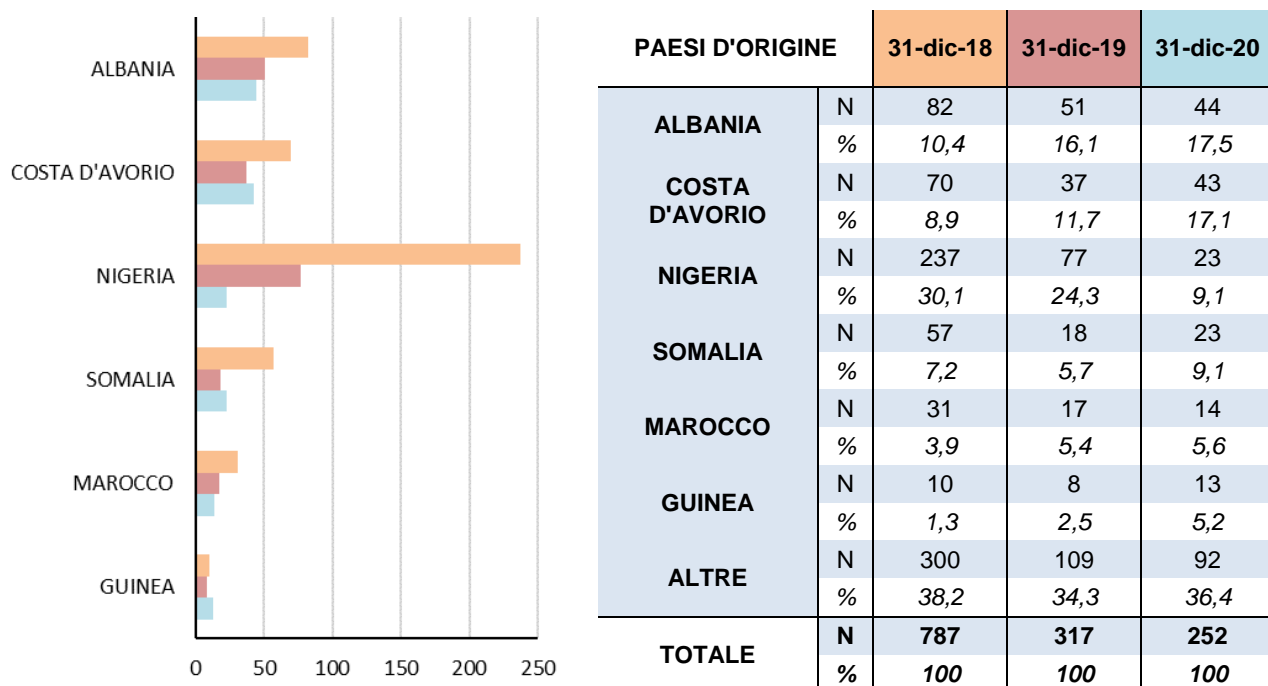 ALBANIA
COSTA D'AVORIO
NIGERIA
SOMALIA
MAROCCO
GUINEA
0 50 100 150 200 250
PAESI D'ORIGINE 31-dic-18 31-dic-19 31-dic-20
ALBANIA N 82 51 44
% 10,4 16,1 17,5
COSTA D'AVORIO N 70 37 43
% 8,9 11,7 17,1
NIGERIA N 237 77 23
% 30,1 24,3 9,1
SOMALIA N 57 18 23
% 7,2 5,7 9,1
MAROCCO N 31 17 14
% 3,9 5,4 5,6
GUINEA N 10 8 13
% 1,3 2,5 5,2
ALTRE N 300 109 92
% 38,2 34,3 36,4
TOTALE N 787 317 252
% 100 100 100